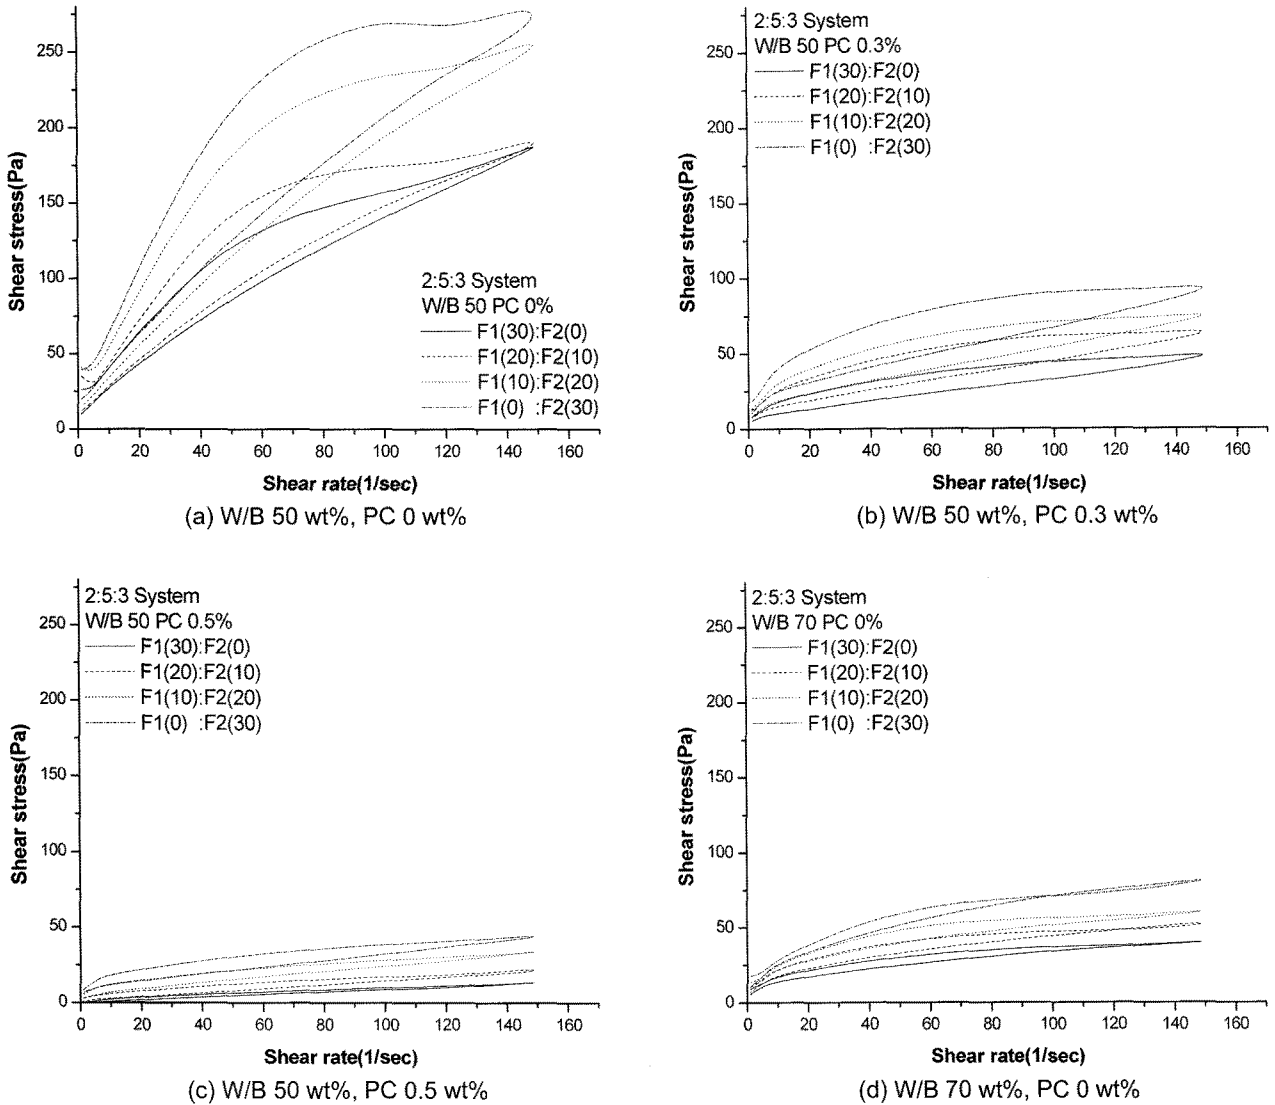 250
200
150
100
50
0
Shear stress(Pa)
2:5:3 System
W/B 50 PC 0%
F1(30):F2(0)
F1(20):F2(10)
F1(10):F2(20)
F1(0) :F2(30)
0 20 40 60 80 100 120 140 160
Shear rate(1/sec)
(a) W/B 50 wt%, PC 0 wt%
2:5:3 System
W/B 50 PC 0.3%
F1(30):F2(0)
F1(20):F2(10)
F1(10):F2(20)
F1(0) :F2(30)
250
200
150
100
50
0
Shear stress(Pa)
0 20 40 60 80 100 120 140 160
Shear rate(1/sec)
(b) W/B 50 wt%, PC 0.3 wt%
2:5:3 System
W/B 50 PC 0.5%
F1(30):F2(0)
F1(20):F2(10)
F1(10):F2(20)
F1(0) :F2(30)
250
200
150
100
50
0
Shear stress(Pa)
0 20 40 60 80 100 120 140 160
Shear rate(1/sec)
(c) W/B 50 wt%, PC 0.5 wt%
2:5:3 System
W/B 70 PC 0%
F1(30):F2(0)
F1(20):F2(10)
F1(10):F2(20)
F1(0) :F2(30)
250
200
150
100
50
0
Shear stress(Pa)
0 20 40 60 80 100 120 140 160
Shear rate(1/sec)
(d) W/B 70 wt%, PC 0 wt%